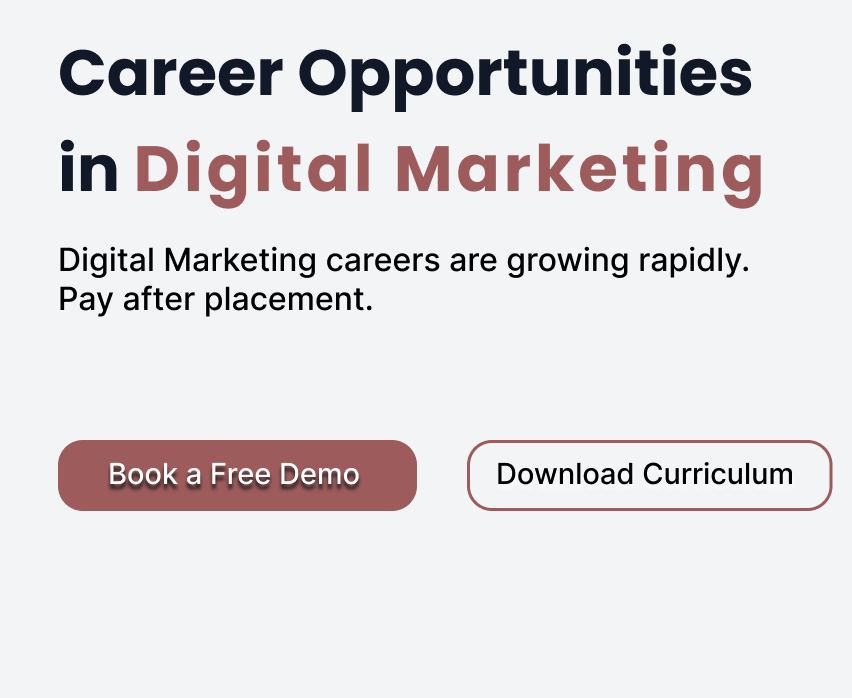 Career Opportunities
in Digital Marketing
Digital Marketing careers are growing rapidly.
Pay after placement.
Book a Free Demo
Download Curriculum